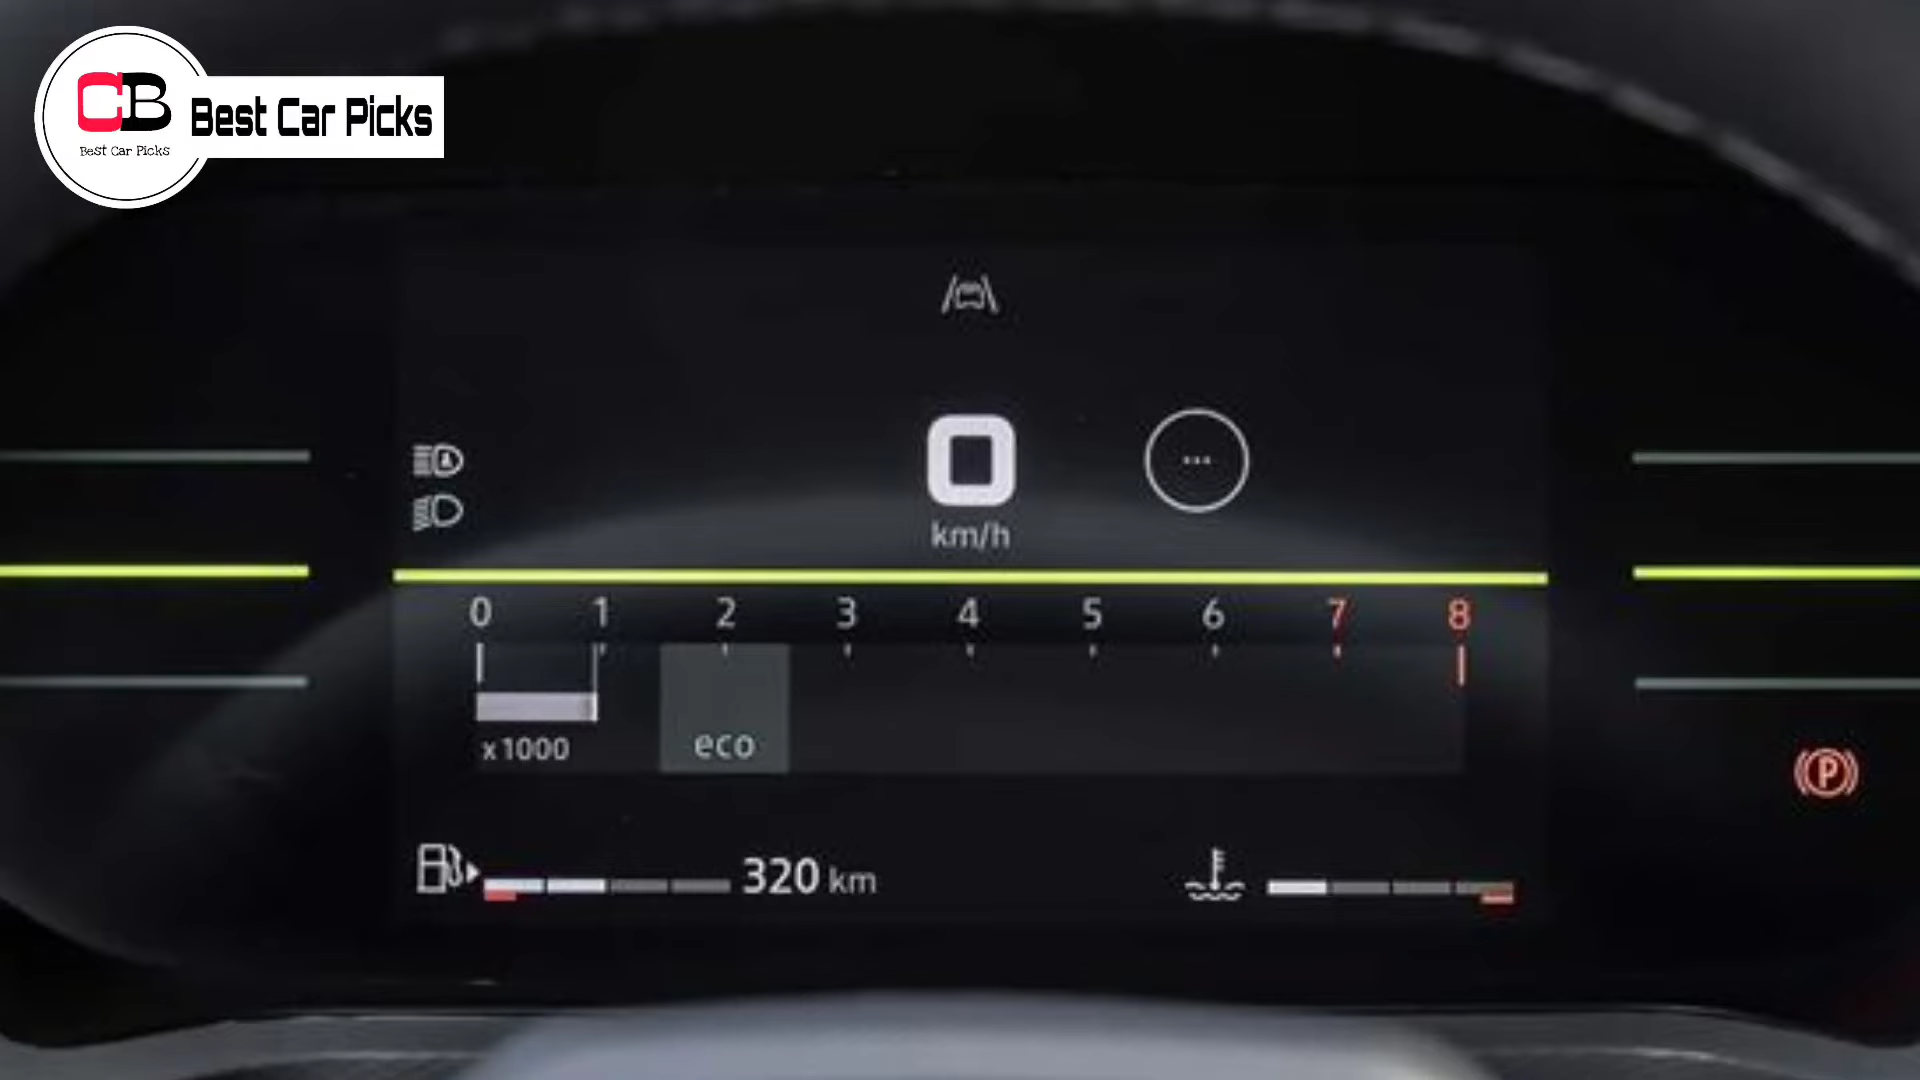 CB
Best Car Picks
Best Car Picks
0
km/h
...
0 1 2 3 4 5 6 7 8
x1000
eco
320 km
P